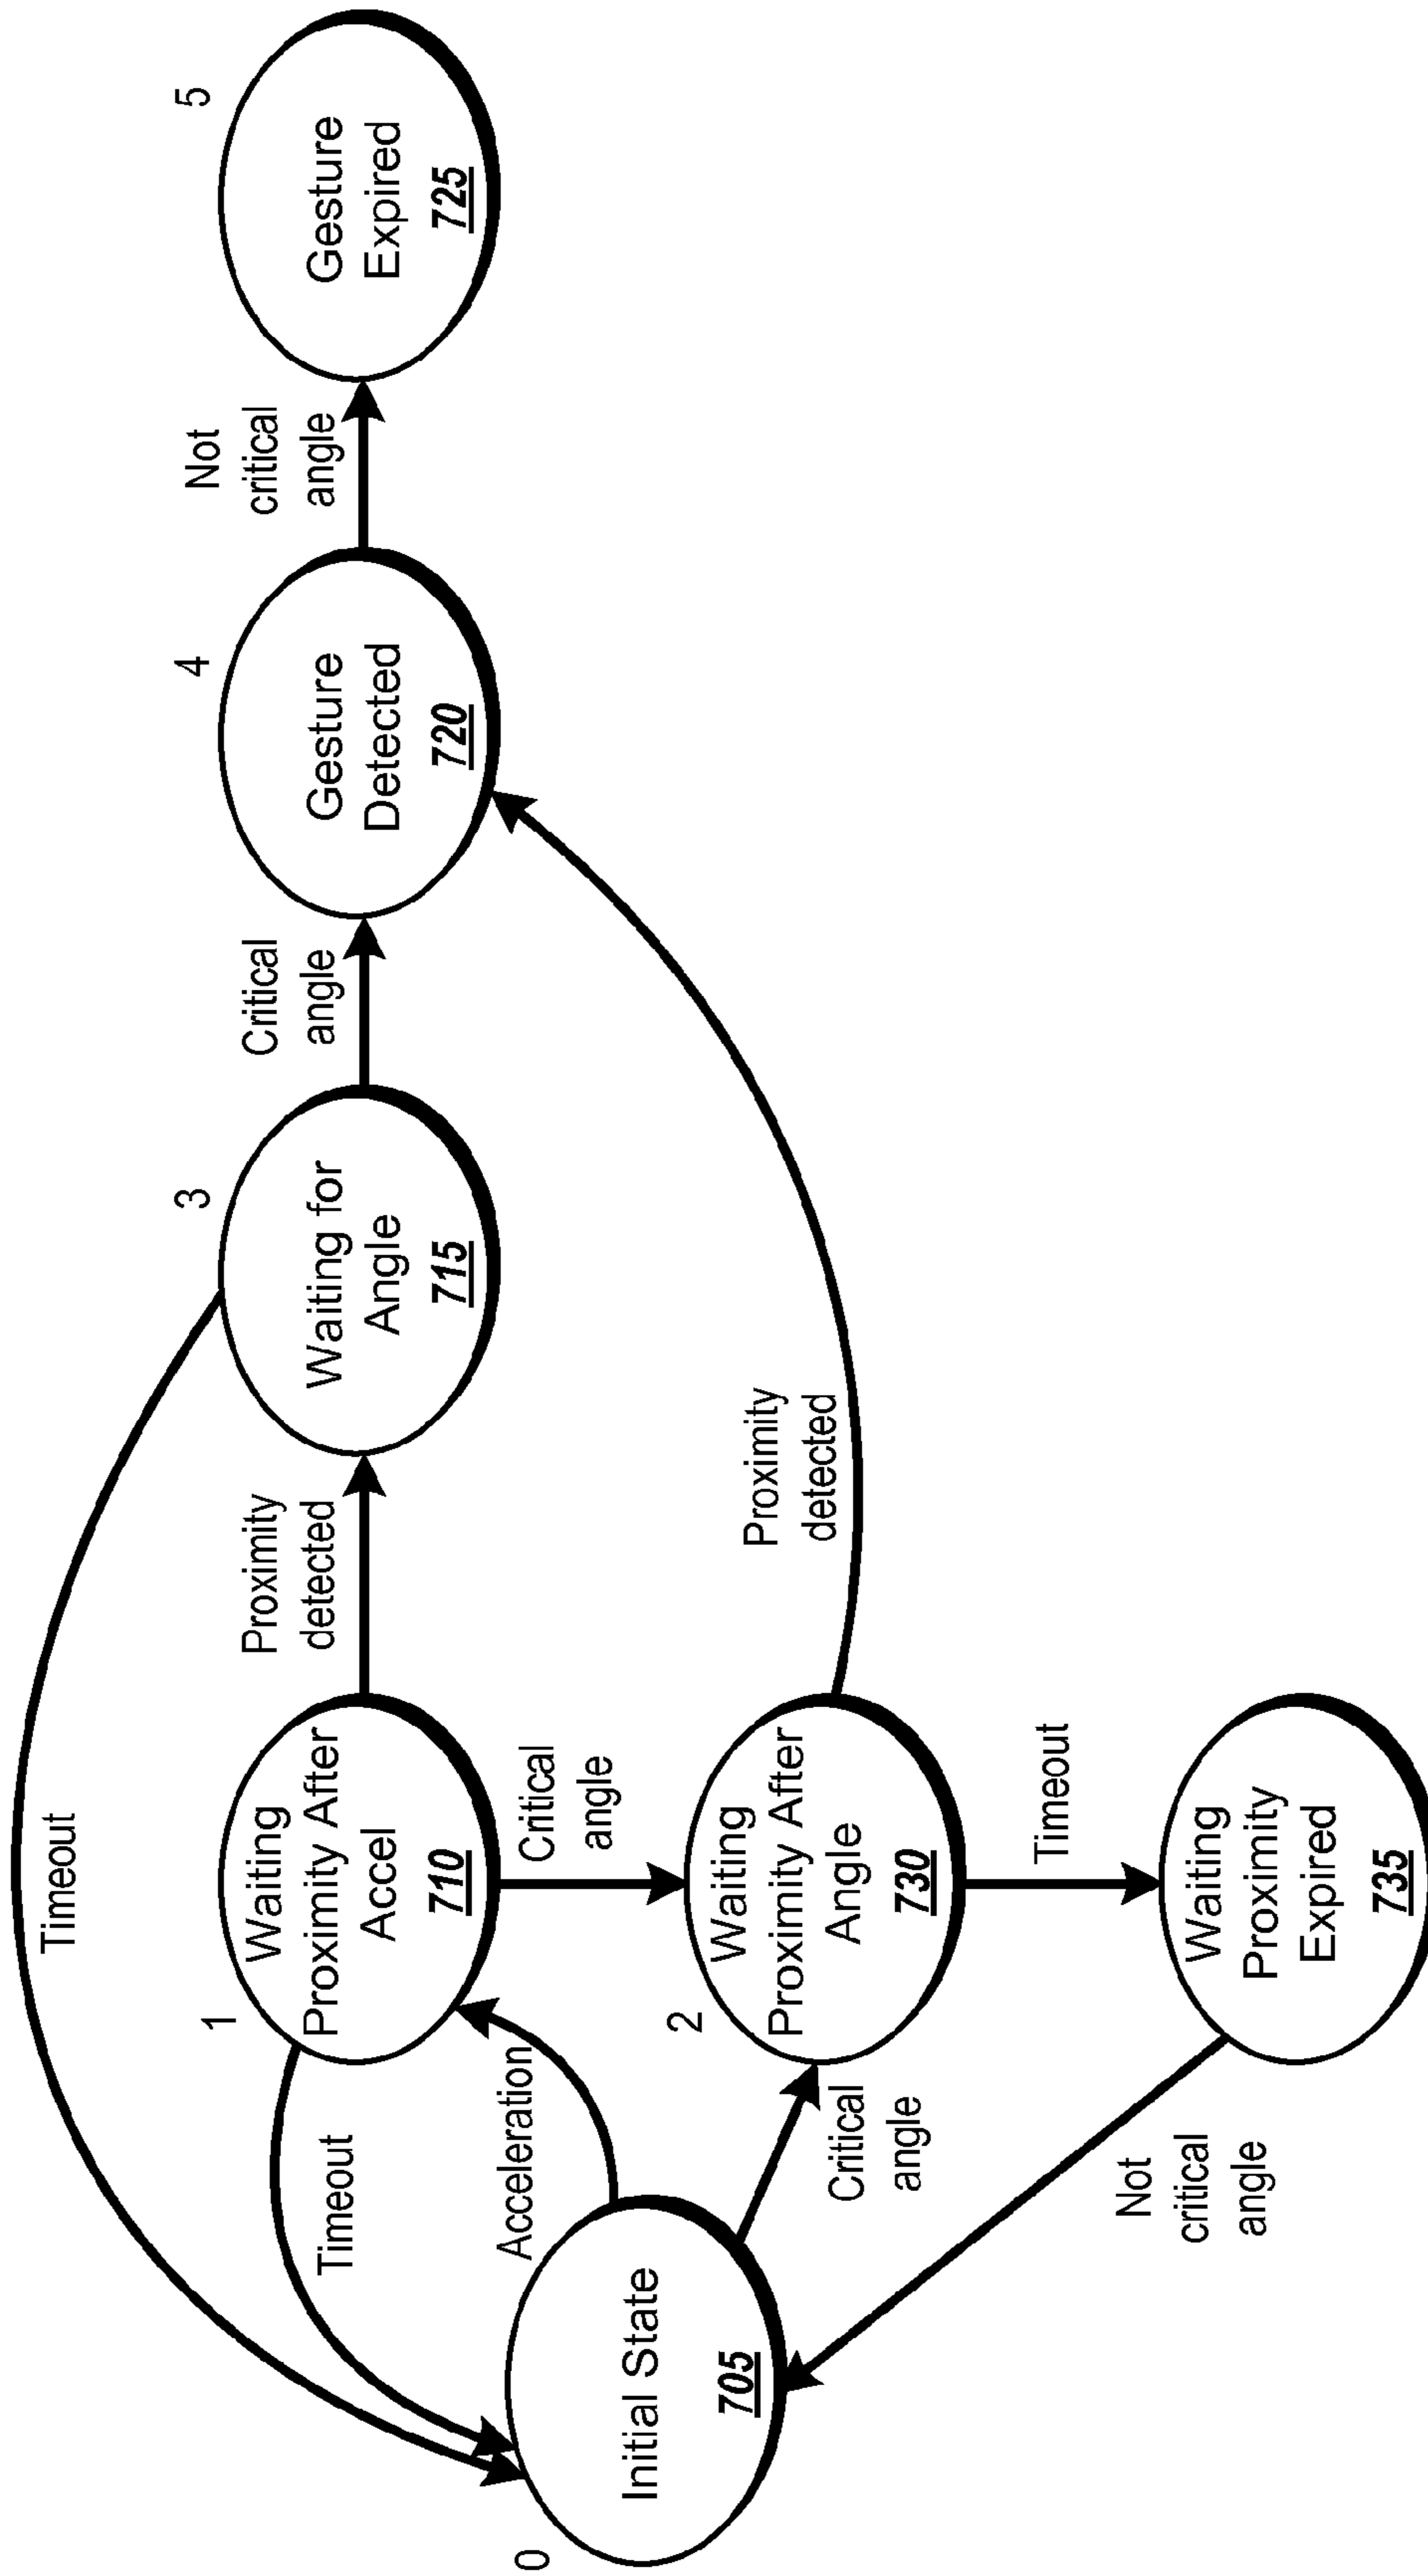 Timeout
Timeout
Acceleration
0
Initial State
705
1
Waiting
Proximity After
Accel
710
Proximity
detected
3
Waiting for
Angle
715
Critical
angle
4
Gesture
Detected
720
Not
critical
angle
5
Gesture
Expired
725
Critical
angle
Critical
angle
2
Waiting
Proximity After
Angle
730
Proximity
detected
Timeout
Not
critical
angle
Waiting
Proximity
Expired
735